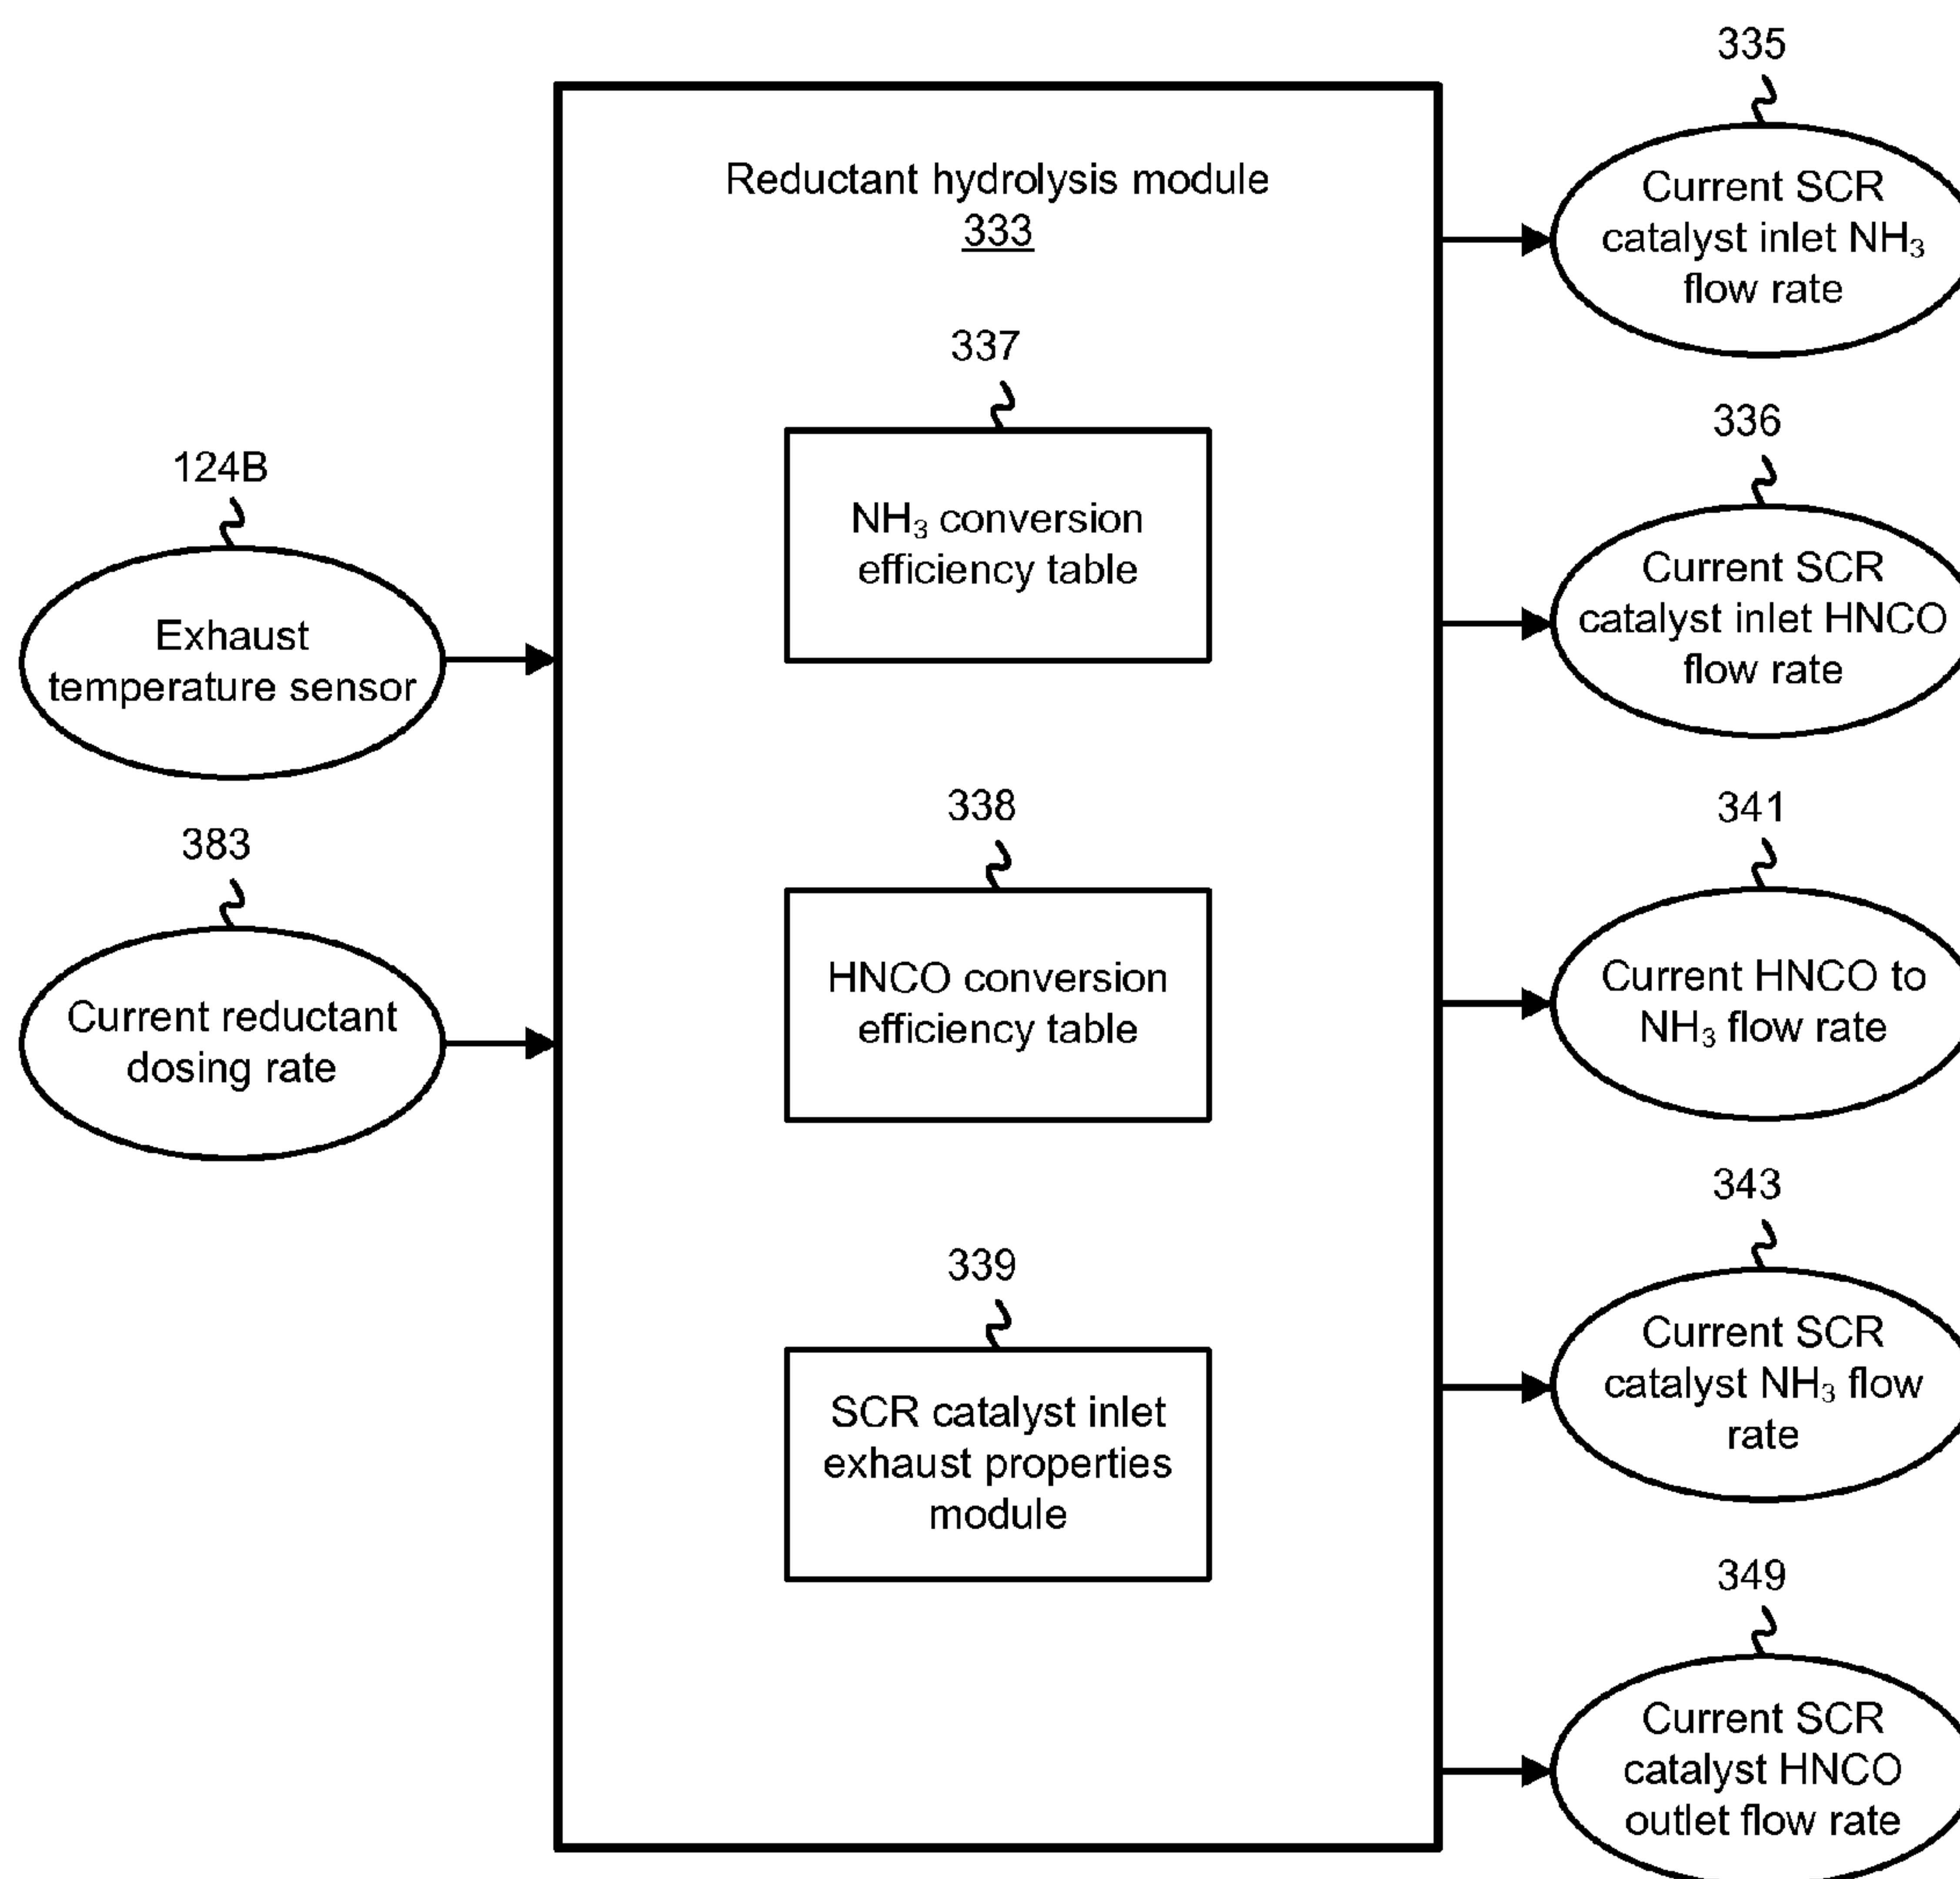 124B
Exhaust
temperature sensor
383
Current reductant
dosing rate
Reductant hydrolysis module
333
337
NH₃ conversion
efficiency table
338
HNCO conversion
efficiency table
339
SCR catalyst inlet
exhaust properties
module
335
Current SCR
catalyst inlet NH₃
flow rate
336
Current SCR
catalyst inlet HNCO
flow rate
341
Current HNCO to
NH₃ flow rate
343
Current SCR
catalyst NH₃ flow
rate
349
Current SCR
catalyst HNCO
outlet flow rate